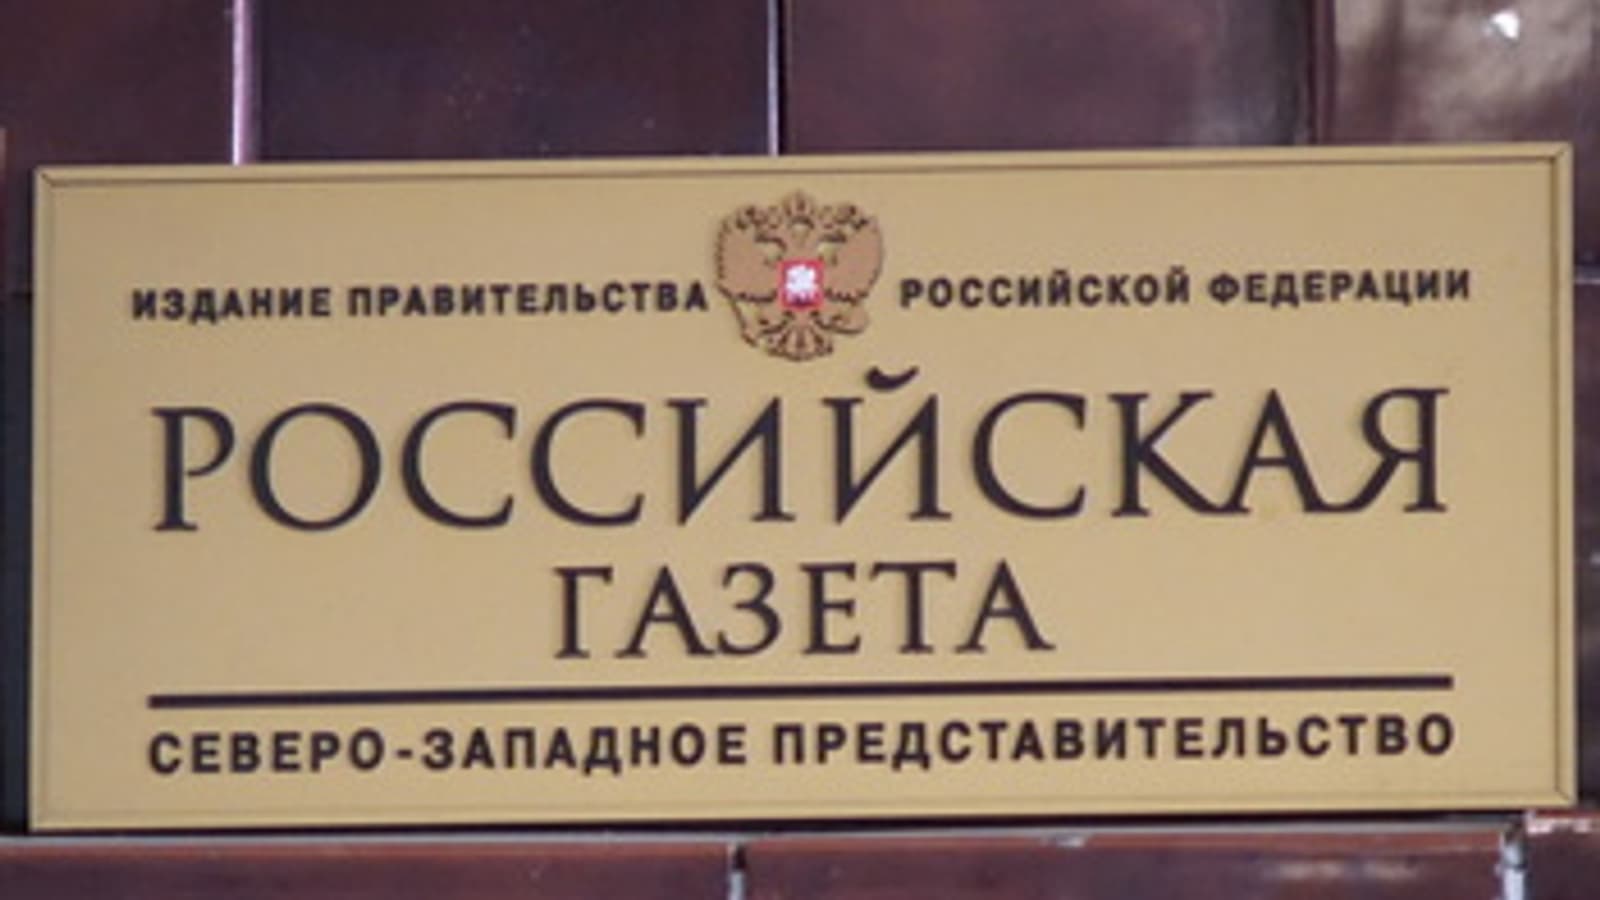 ИЗДАНИЕ ПРАВИТЕЛЬСТВА РОССИЙСКОЙ ФЕДЕРАЦИИ
РОССИЙСКАЯ
ГАЗЕТА
СЕВЕРО-ЗАПАДНОЕ ПРЕДСТАВИТЕЛЬСТВО